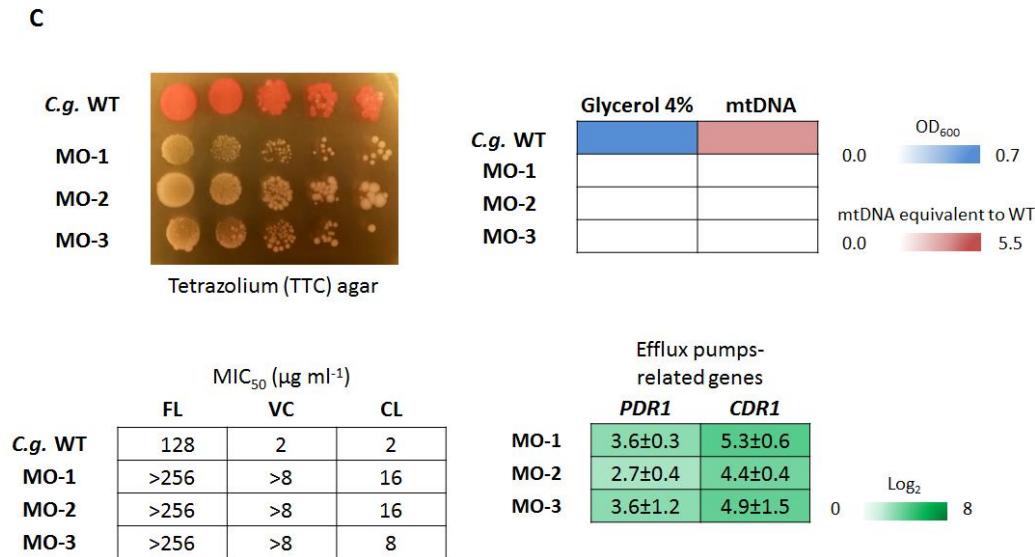 C
C.g. WT
MO-1
MO-2
MO-3
Tetrazolium (TTC) agar
Glycerol 4% mtDNA
C.g. WT
MO-1
MO-2
MO-3
OD₆₀₀
0.0 0.7
mtDNA equivalent to WT
0.0 5.5
MIC₅₀ (µg ml⁻¹)
FL VC CL
C.g. WT 128 2 2
MO-1 >256 >8 16
MO-2 >256 >8 16
MO-3 >256 >8 8
Efflux pumps-
related genes
PDR1 CDR1
MO-1 3.6±0.3 5.3±0.6
MO-2 2.7±0.4 4.4±0.4
MO-3 3.6±1.2 4.9±1.5
Log₂
0 8